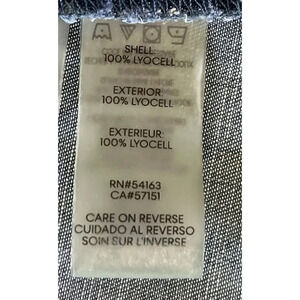 SHELL:
100% LYOCELL
EXTERIOR:
100% LYOCELL
EXTERIEUR:
100% LYOCELL
RN#54163
CA#57151
CARE ON REVERSE
CUIDADO AL REVERSO
SOIN SUR L'INVERSE